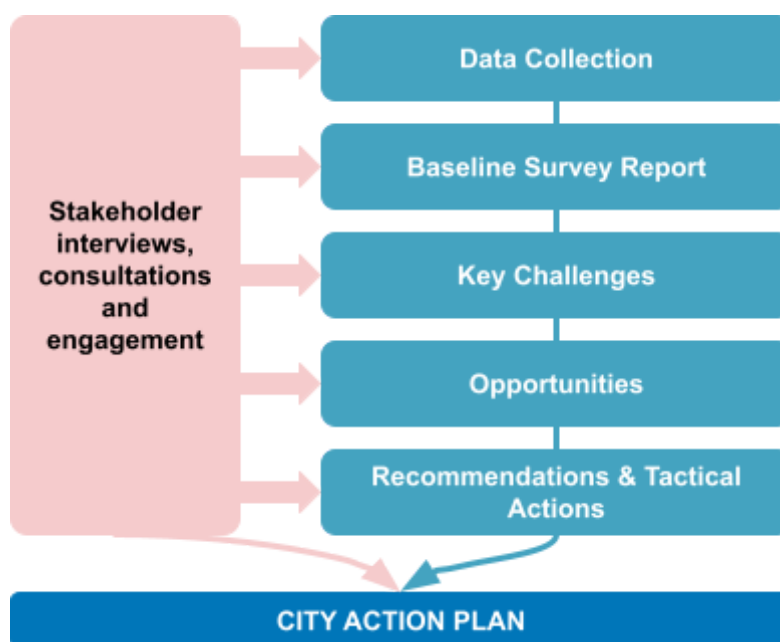 Data Collection
Baseline Survey Report
Stakeholder
interviews,
consultations
and
engagement
Key Challenges
Opportunities
Recommendations & Tactical
Actions
CITY ACTION PLAN